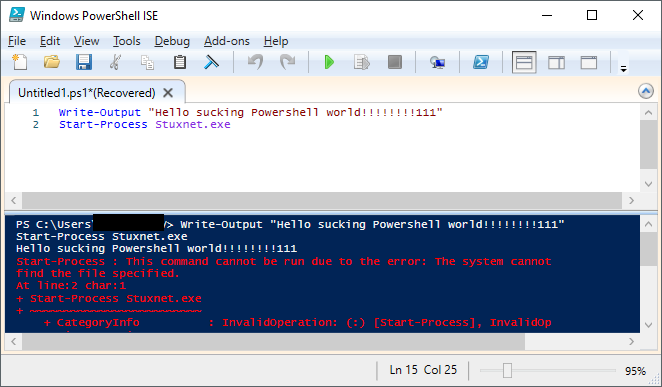 Windows PowerShell ISE
File Edit View Tools Debug Add-ons Help
Untitled1.ps1*(Recovered)
1 Write-Output "Hello sucking Powershell world!!!!!!!!111"
2 Start-Process Stuxnet.exe
PS C:\Users\ /> Write-Output "Hello sucking Powershell world!!!!!!!!111"
Start-Process Stuxnet.exe
Hello sucking Powershell world!!!!!!!!111
Start-Process : This command cannot be run due to the error: The system cannot
find the file specified.
At line:2 char:1
+ Start-Process Stuxnet.exe
+ ~~~~~~~~~~~~~~~~~~~~~~~~~
+ CategoryInfo : InvalidOperation: (:) [Start-Process], InvalidOp
Ln 15 Col 25 95%